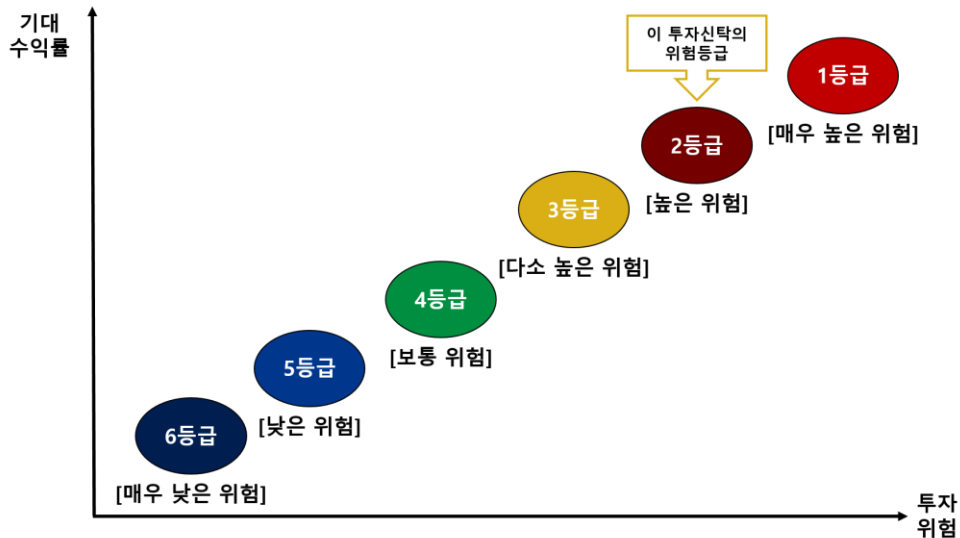 기대
수익률
이 투자신탁의
위험등급
1등급
[매우 높은 위험]
2등급
[높은 위험]
3등급
[다소 높은 위험]
4등급
[보통 위험]
5등급
[낮은 위험]
6등급
[매우 낮은 위험]
투자
위험